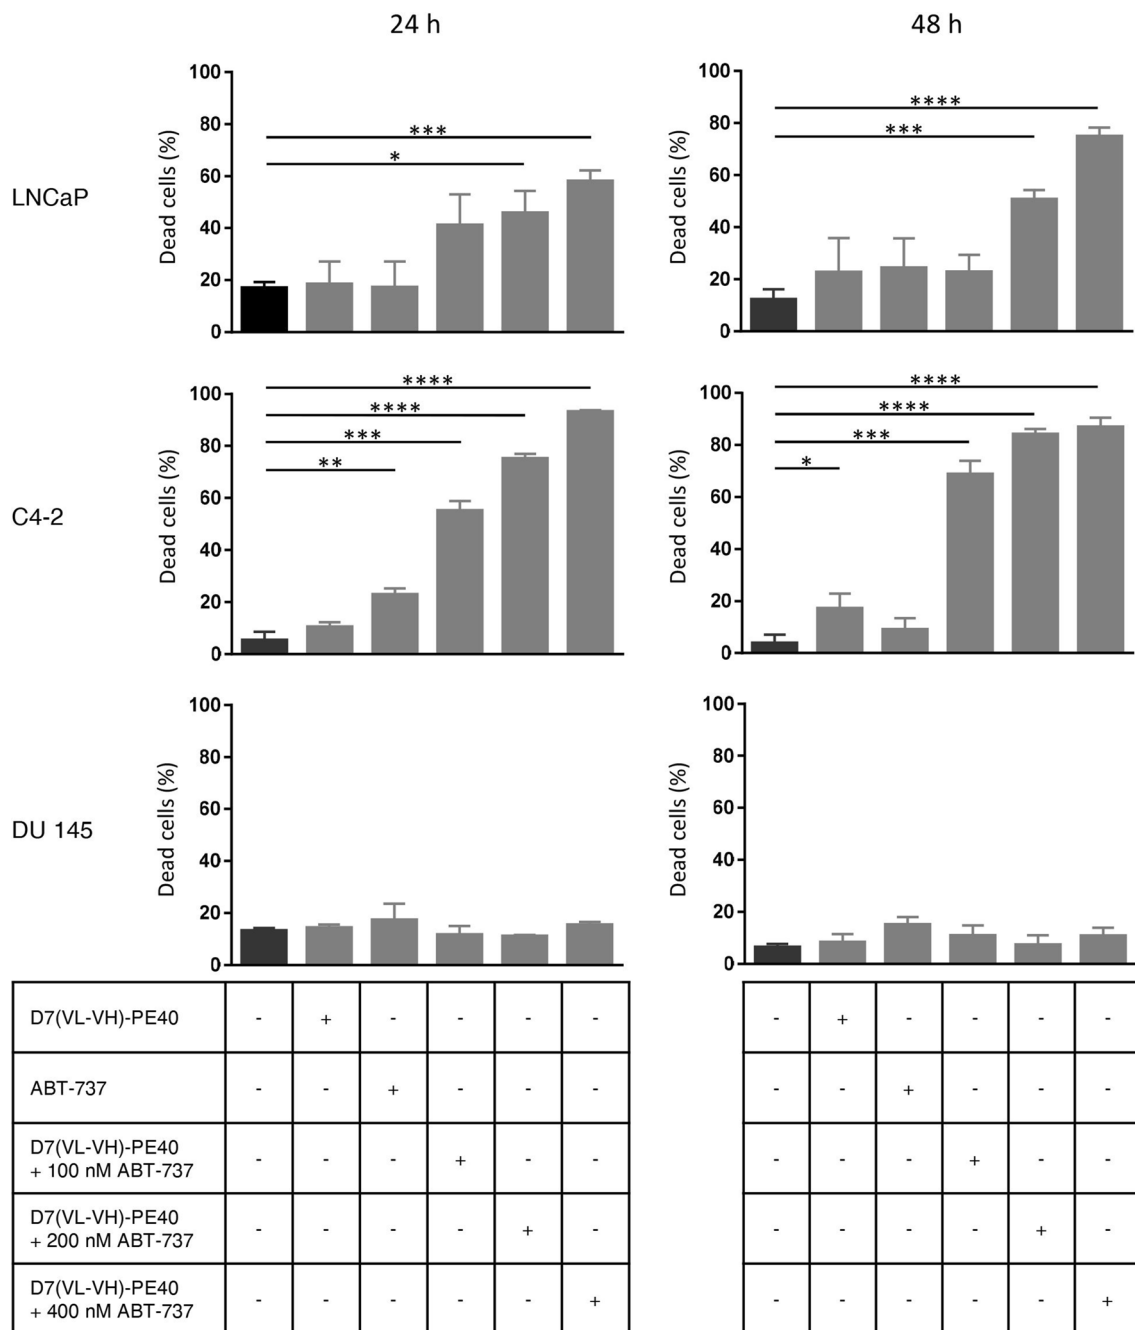 24 h 48 h
LNCaP
Dead cells (%)
100
80
60
40
20
0
***
*
Dead cells (%)
100
80
60
40
20
0
****
***
C4-2
Dead cells (%)
100
80
60
40
20
0
****
****
***
**
Dead cells (%)
100
80
60
40
20
0
****
****
***
*
DU 145
Dead cells (%)
100
80
60
40
20
0
Dead cells (%)
100
80
60
40
20
0
D7(VL-VH)-PE40 - + - - - - - + - - - -
ABT-737 - - + - - - - - + - - -
D7(VL-VH)-PE40
+ 100 nM ABT-737 - - - + - - - - - + - -
D7(VL-VH)-PE40
+ 200 nM ABT-737 - - - - + - - - - - + -
D7(VL-VH)-PE40
+ 400 nM ABT-737 - - - - - + - - - - - +